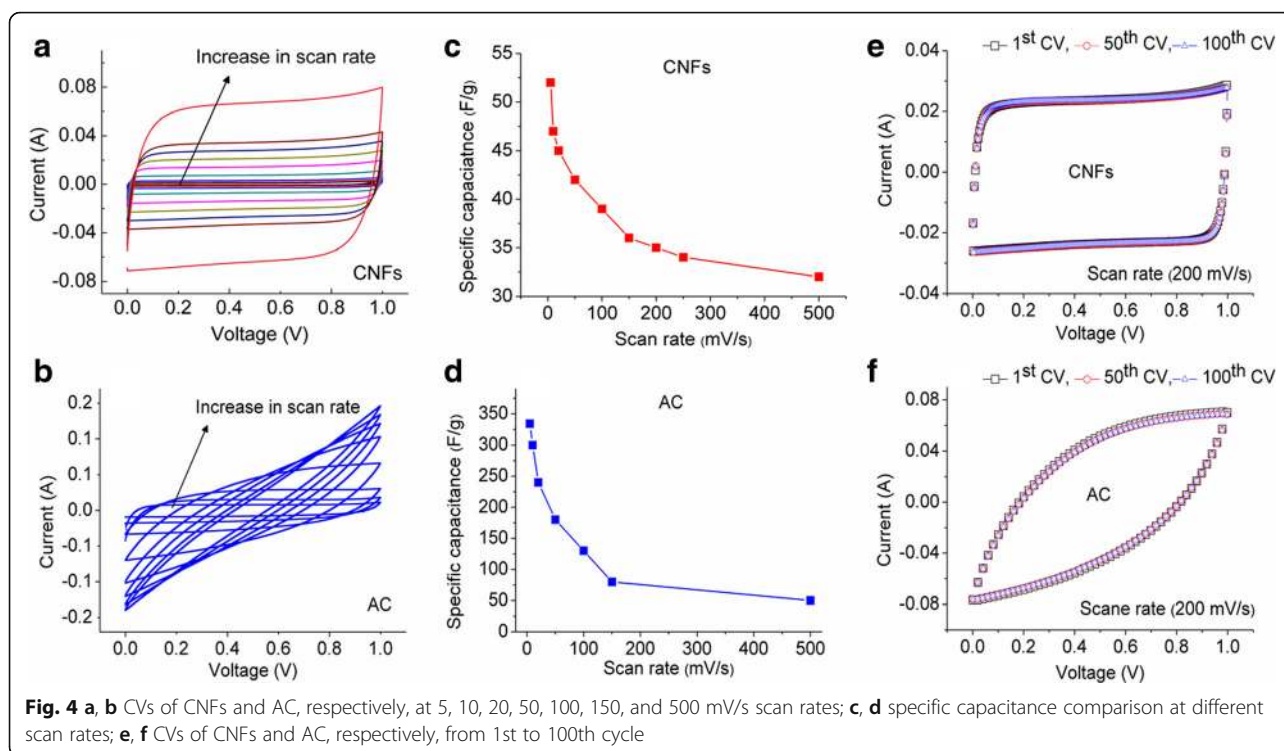 a
Increase in scan rate
0.08
0.04
0.00
-0.04
-0.08
Current (A)
CNFs
0.0 0.2 0.4 0.6 0.8 1.0
Voltage (V)
b
Increase in scan rate
0.2
0.1
0.1
0.0
-0.1
-0.1
-0.2
Current (A)
AC
0.0 0.2 0.4 0.6 0.8 1.0
Voltage (V)
c
CNFs
55
50
45
40
35
30
Specific capaciatnce (F/g)
0 100 200 300 400 500
Scan rate (mV/s)
d
AC
350
300
250
200
150
100
50
0
Specific capacitance (F/g)
0 100 200 300 400 500
Scan rate (mV/s)
e
1st CV, 50th CV, 100th CV
0.04
0.02
0.00
-0.02
-0.04
Current (A)
CNFs
Scan rate (200 mV/s)
0.0 0.2 0.4 0.6 0.8 1.0
Voltage (V)
f
1st CV, 50th CV, 100th CV
0.08
0.04
0.00
-0.04
-0.08
Current (A)
AC
Scane rate (200 mV/s)
0.0 0.2 0.4 0.6 0.8 1.0
Voltage (V)
Fig. 4 a, b CVs of CNFs and AC, respectively, at 5, 10, 20, 50, 100, 150, and 500 mV/s scan rates; c, d specific capacitance comparison at different
scan rates; e, f CVs of CNFs and AC, respectively, from 1st to 100th cycle